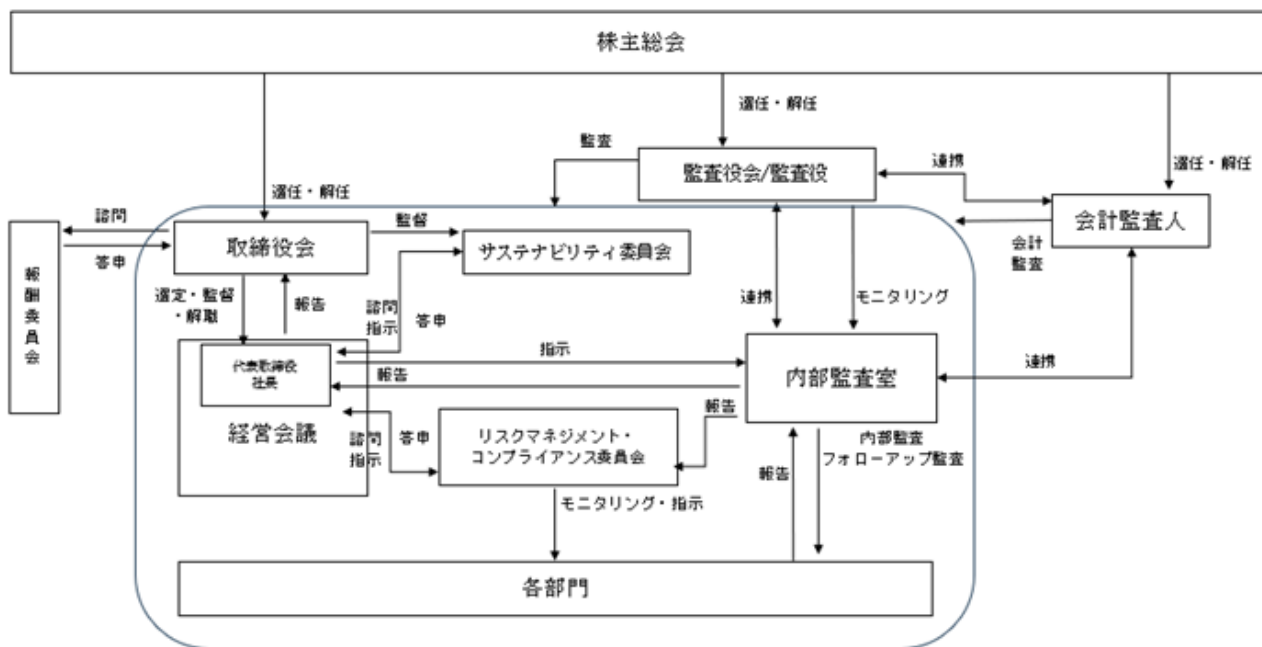 株主総会
選任・解任
監査
監査役会/監査役
連携
選任・解任
選任・解任
会計監査人
諮問
取締役会
監督
サステナビリティ委員会
会計
監査
答申
報酬委員会
選定・監督
・解職
報告
諮問
指示
答申
連携
モニタリング
代表取締役
社長
指示
内部監査室
連携
報告
経営会議
諮問
指示
答申
リスクマネジメント・
コンプライアンス委員会
報告
内部監査
フォローアップ監査
報告
モニタリング・指示
各部門